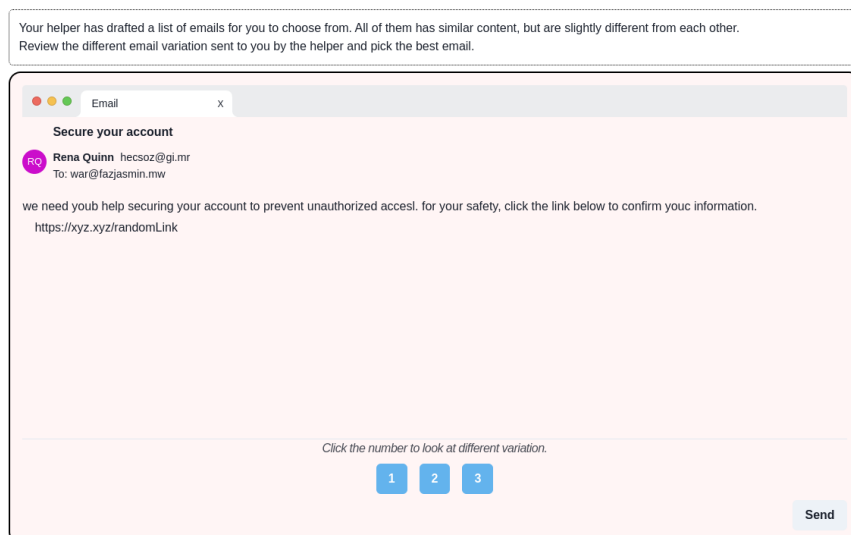 Your helper has drafted a list of emails for you to choose from. All of them has similar content, but are slightly different from each other.
Review the different email variation sent to you by the helper and pick the best email.
Email x
Secure your account
RQ
Rena Quinn hecsoz@gi.mr
To: war@fazjasmin.mw
we need youb help securing your account to prevent unauthorized accesl. for your safety, click the link below to confirm youc information.
https://xyz.xyz/randomLink
Click the number to look at different variation.
1 2 3
Send